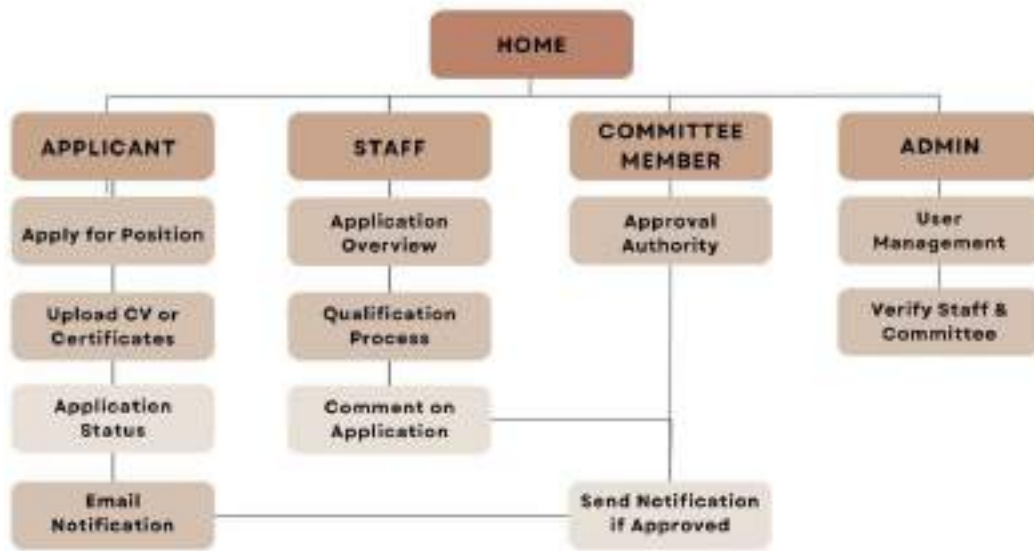 HOME
APPLICANT
STAFF
COMMITTEE
MEMBER
ADMIN
Apply for Position
Application
Overview
Approval
Authority
User
Management
Upload CV or
Certificates
Qualification
Process
Verify Staff &
Committee
Application
Status
Comment on
Application
Email
Notification
Send Notification
if Approved